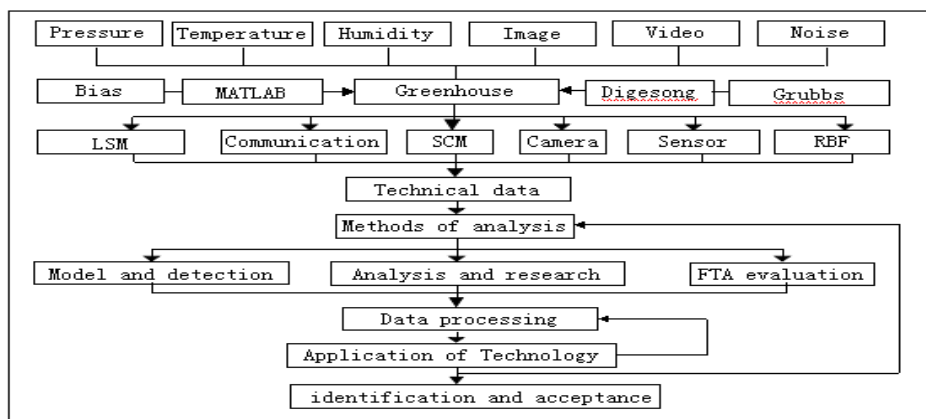 Pressure Temperature Humidity Image Video Noise
Bias MATLAB Greenhouse Digesong Grubbs
LSM Communication SCM Camera Sensor RBF
Technical data
Methods of analysis
Model and detection Analysis and research FTA evaluation
Data processing
Application of Technology
identification and acceptance